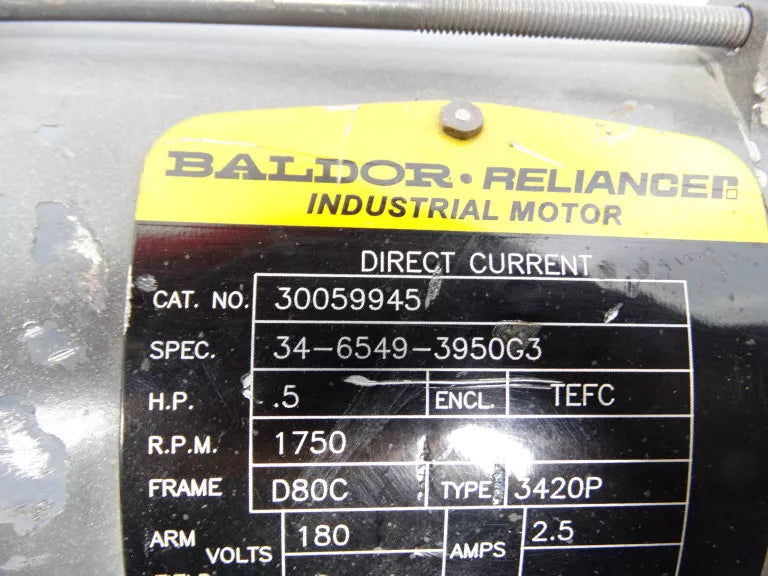 BALDOR • RELIANCER
INDUSTRIAL MOTOR
DIRECT CURRENT
CAT. NO. 30059945
SPEC. 34-6549-3950G3
H.P. .5 ENCL. TEFC
R.P.M. 1750
FRAME D80C TYPE 3420P
ARM VOLTS 180 AMPS 2.5